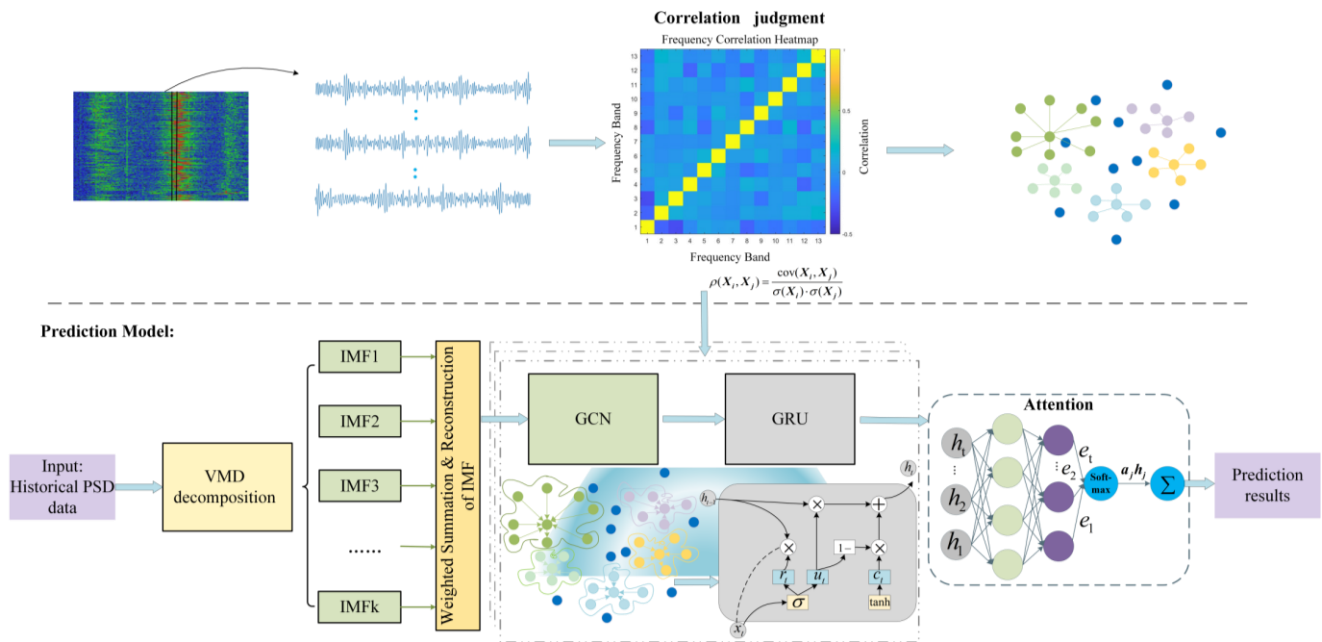 Correlation judgment
Frequency Correlation Heatmap
13
12
11
10
9
8
7
6
5
4
3
2
1
Frequency Band
1 2 3 4 5 6 7 8 9 10 11 12 13
Frequency Band
1
0.5
0
-0.5
Correlation
ρ(X_i, X_j) = cov(X_i, X_j) / σ(X_i)·σ(X_j)
Prediction Model:
Input:
Historical PSD
data
VMD
decomposition
IMF1
IMF2
IMF3
......
IMFk
Weighted Summation & Reconstruction
of IMF
GCN
GRU
h_t
r_t
u_t
1−
c_t
σ
tanh
x_t
Attention
h_t
⋮
h_2
h_1
e_t
⋮ e_2
e_1
Soft-
max
a_j h_j
Σ
Prediction
results